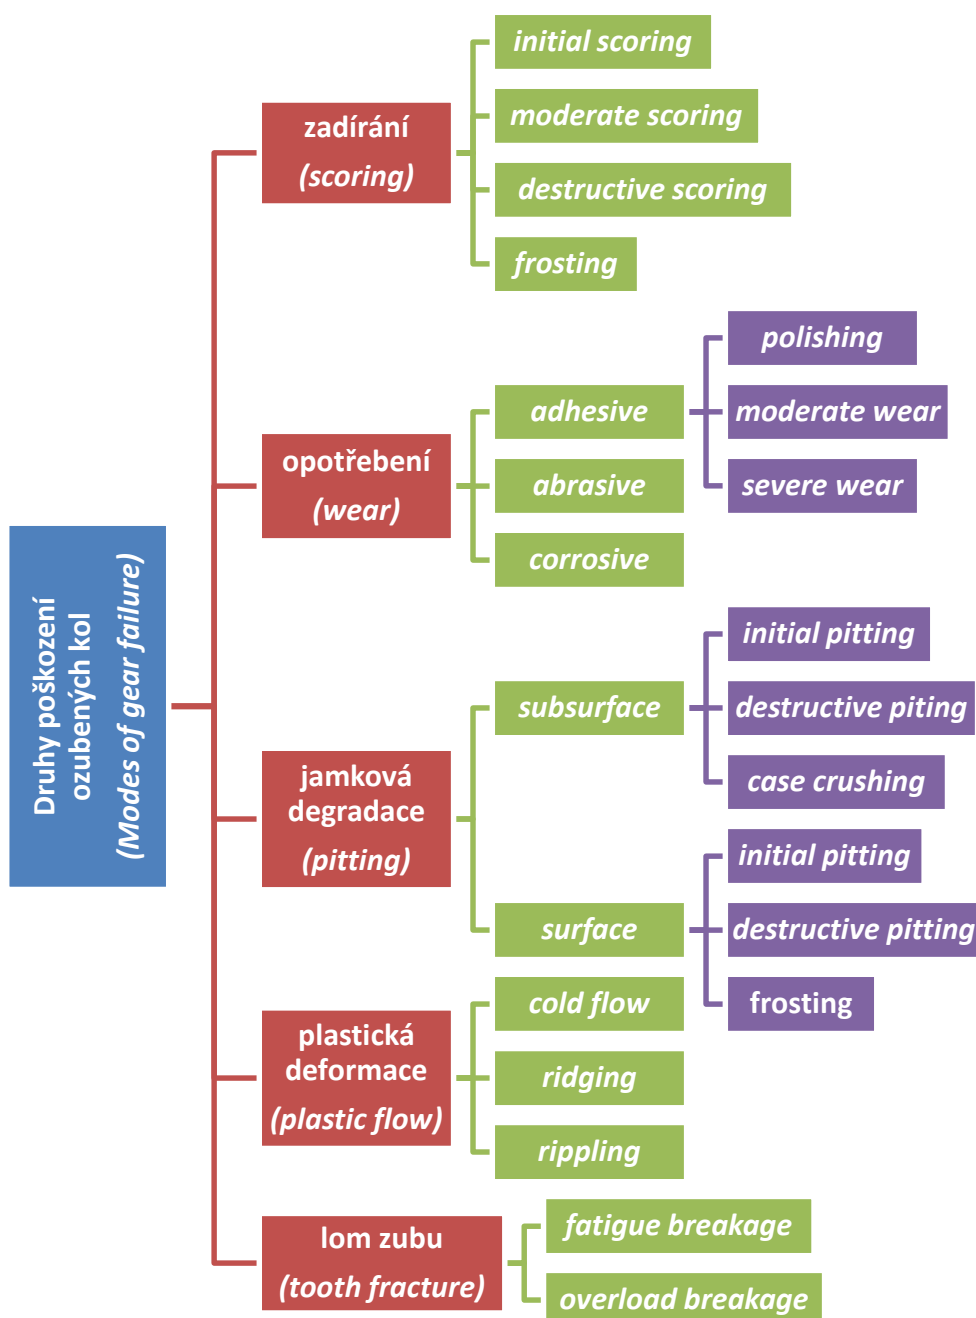 Druhy poškození
ozubených kol
(Modes of gear failure)
zadírání
(scoring)
initial scoring
moderate scoring
destructive scoring
frosting
opotřebení
(wear)
adhesive
polishing
moderate wear
severe wear
abrasive
corrosive
jamková
degradace
(pitting)
subsurface
initial pitting
destructive piting
case crushing
surface
initial pitting
destructive pitting
frosting
plastická
deformace
(plastic flow)
cold flow
ridging
rippling
lom zubu
(tooth fracture)
fatigue breakage
overload breakage